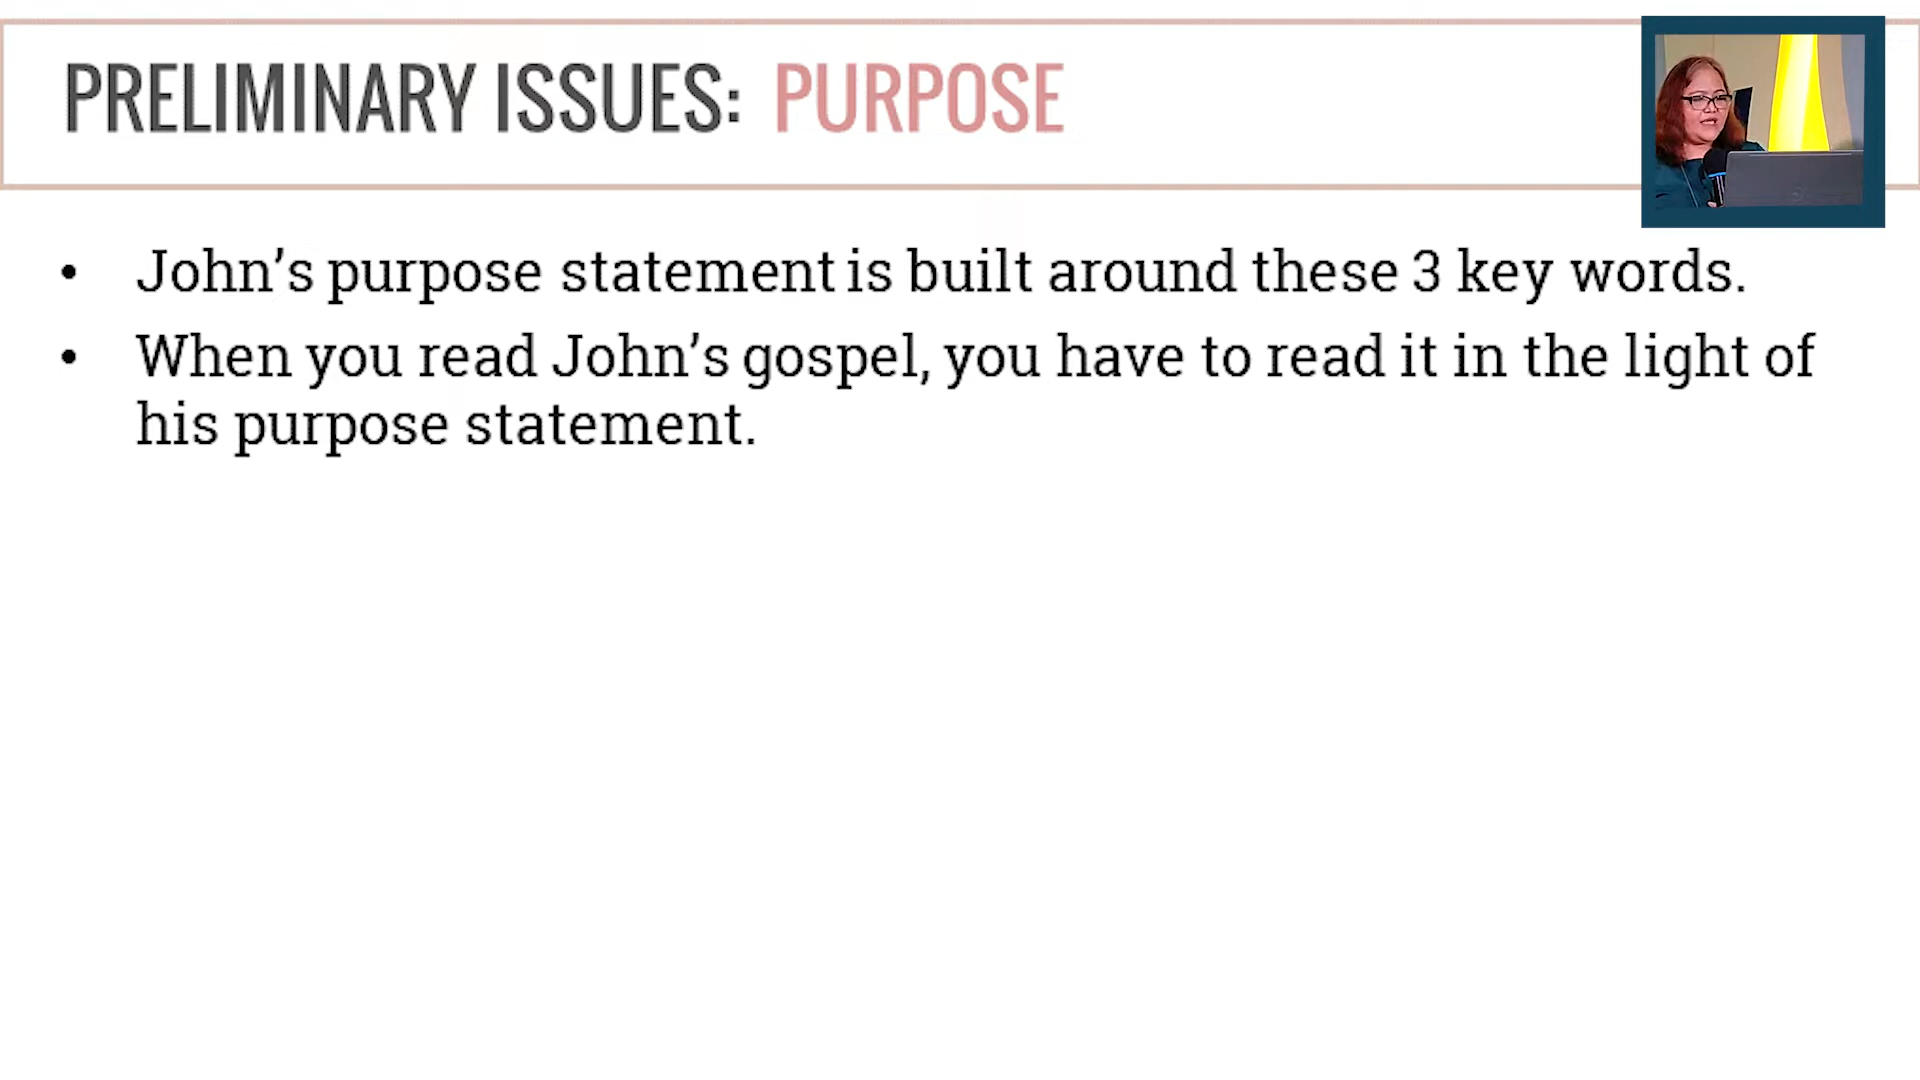 PRELIMINARY ISSUES: PURPOSE
• John’s purpose statement is built around these 3 key words.
• When you read John’s gospel, you have to read it in the light of
his purpose statement.